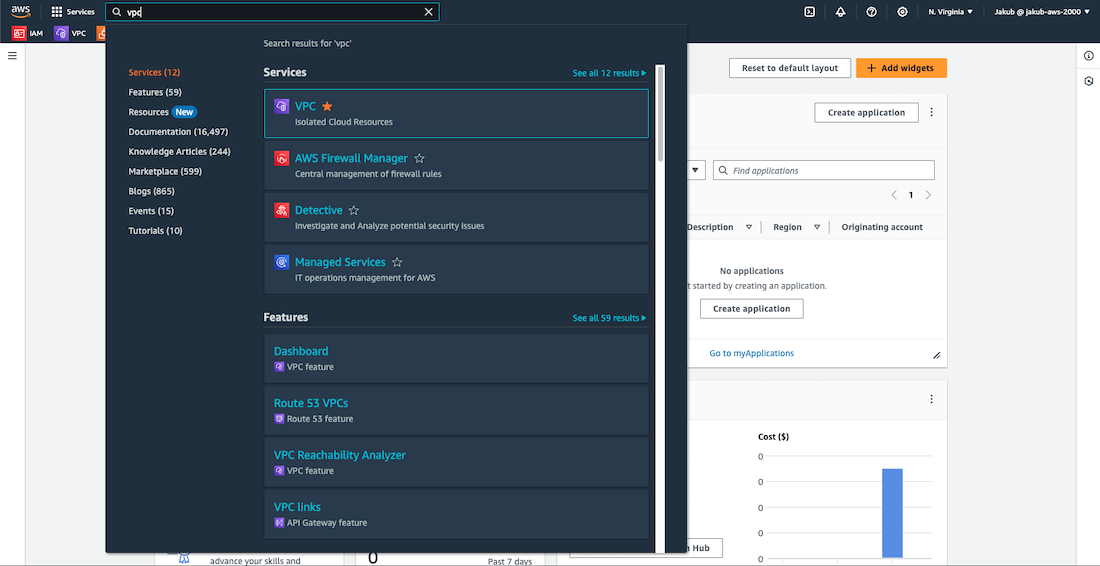 aws
Services
vpc
N. Virginia
Jakub @ jakub-aws-2000
IAM
VPC
Search results for 'vpc'
Services (12)
Features (59)
Resources New
Documentation (16,497)
Knowledge Articles (244)
Marketplace (599)
Blogs (865)
Events (15)
Tutorials (10)
Services
See all 12 results
VPC
Isolated Cloud Resources
AWS Firewall Manager
Central management of firewall rules
Detective
Investigate and Analyze potential security issues
Managed Services
IT operations management for AWS
Features
See all 59 results
Dashboard
VPC feature
Route 53 VPCs
Route 53 feature
VPC Reachability Analyzer
VPC feature
VPC links
API Gateway feature
Reset to default layout
+ Add widgets
Create application
Find applications
1
Description
Region
Originating account
No applications
t started by creating an application.
Create application
Go to myApplications
Cost ($)
0
0
0
0
0
Hub
advance your skills and
0
Past 7 days